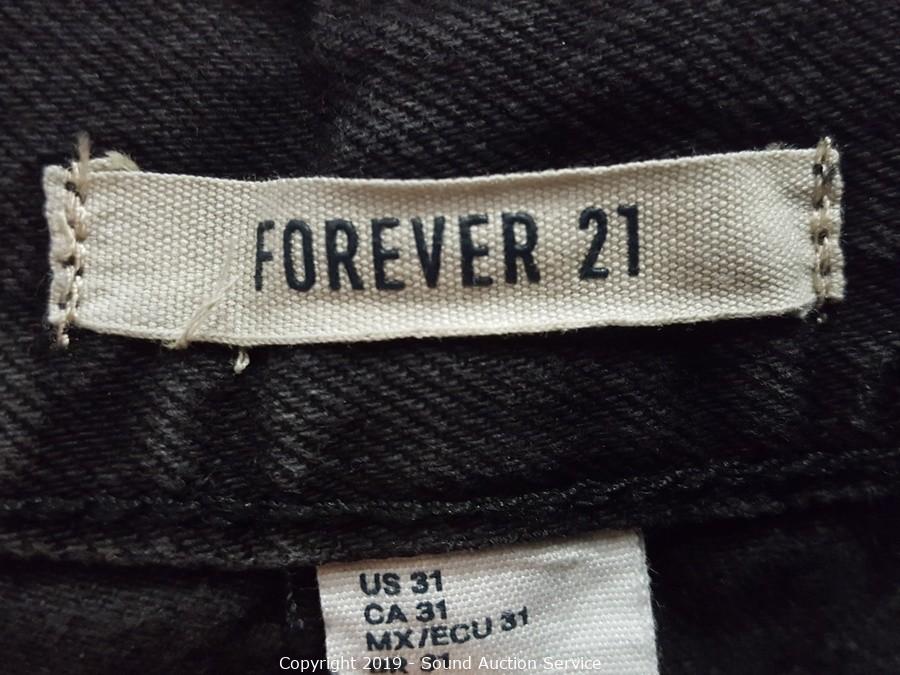 FOREVER 21
US 31
CA 31
MX/ECU 31
Copyright 2019 - Sound Auction Service